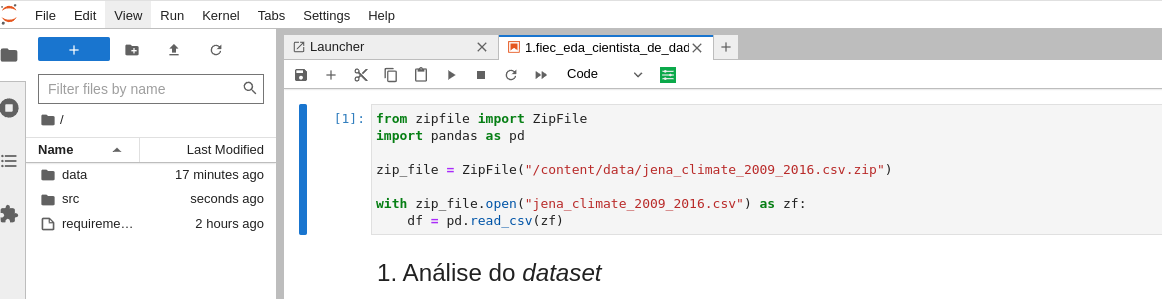 File Edit View Run Kernel Tabs Settings Help
Launcher
1.fiec_eda_cientista_de_dad
Code
Filter files by name
/
Name Last Modified
data 17 minutes ago
src seconds ago
requireme… 2 hours ago
[1]:
from zipfile import ZipFile
import pandas as pd
zip_file = ZipFile("/content/data/jena_climate_2009_2016.csv.zip")
with zip_file.open("jena_climate_2009_2016.csv") as zf:
    df = pd.read_csv(zf)
1. Análise do dataset